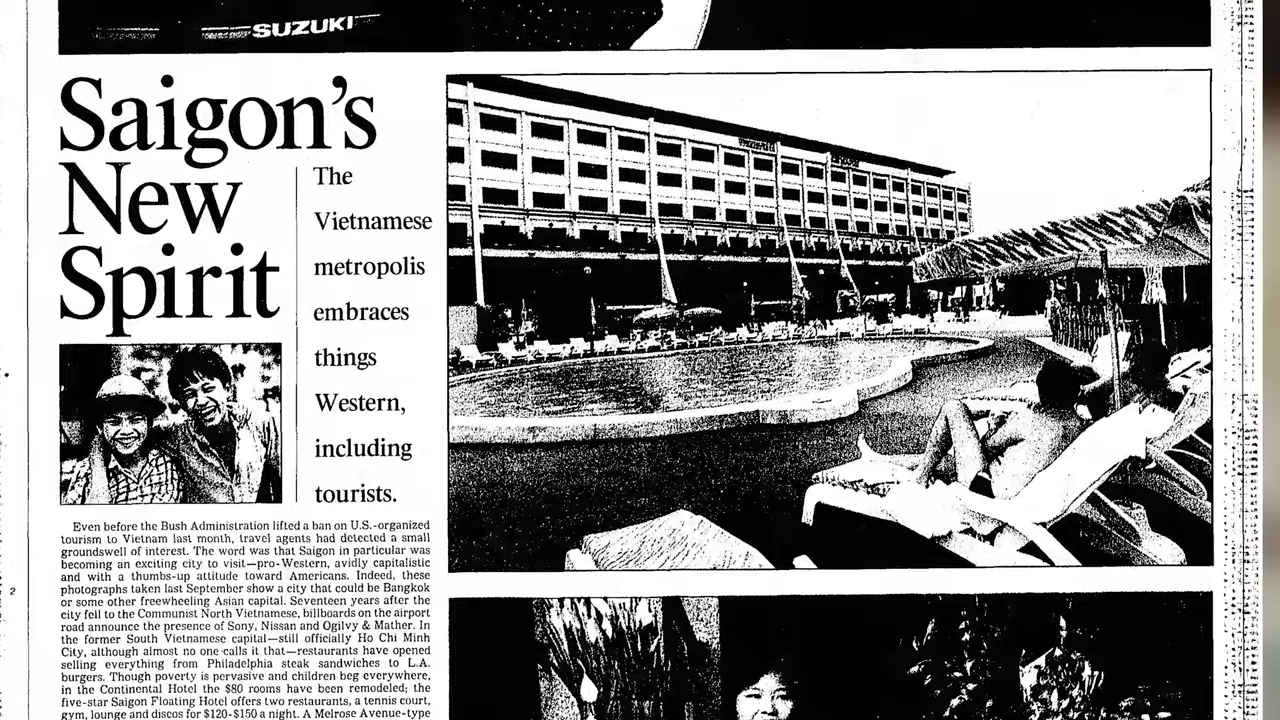 SUZUKI
Saigon's
New
Spirit
The
Vietnamese
metropolis
embraces
things
Western,
including
tourists.
Even before the Bush Administration lifted a ban on U.S.-organized
tourism to Vietnam last month, travel agents had detected a small
groundswell of interest. The word was that Saigon in particular was
becoming an exciting city to visit—pro-Western, avidly capitalistic
and with a thumbs-up attitude toward Americans. Indeed, these
photographs taken last September show a city that could be Bangkok
or some other freewheeling Asian capital. Seventeen years after the
city fell to the Communist North Vietnamese, billboards on the airport
road announce the presence of Sony, Nissan and Ogilvy & Mather. In
the former South Vietnamese capital—still officially Ho Chi Minh
City, although almost no one calls it that—restaurants have opened
selling everything from Philadelphia steak sandwiches to L.A.
burgers. Though poverty is pervasive and children beg everywhere,
in the Continental Hotel the $80 rooms have been remodeled; the
five-star Saigon Floating Hotel offers two restaurants, a tennis court,
gym, lounge and discos for $120-$150 a night. A Melrose Avenue-type
2